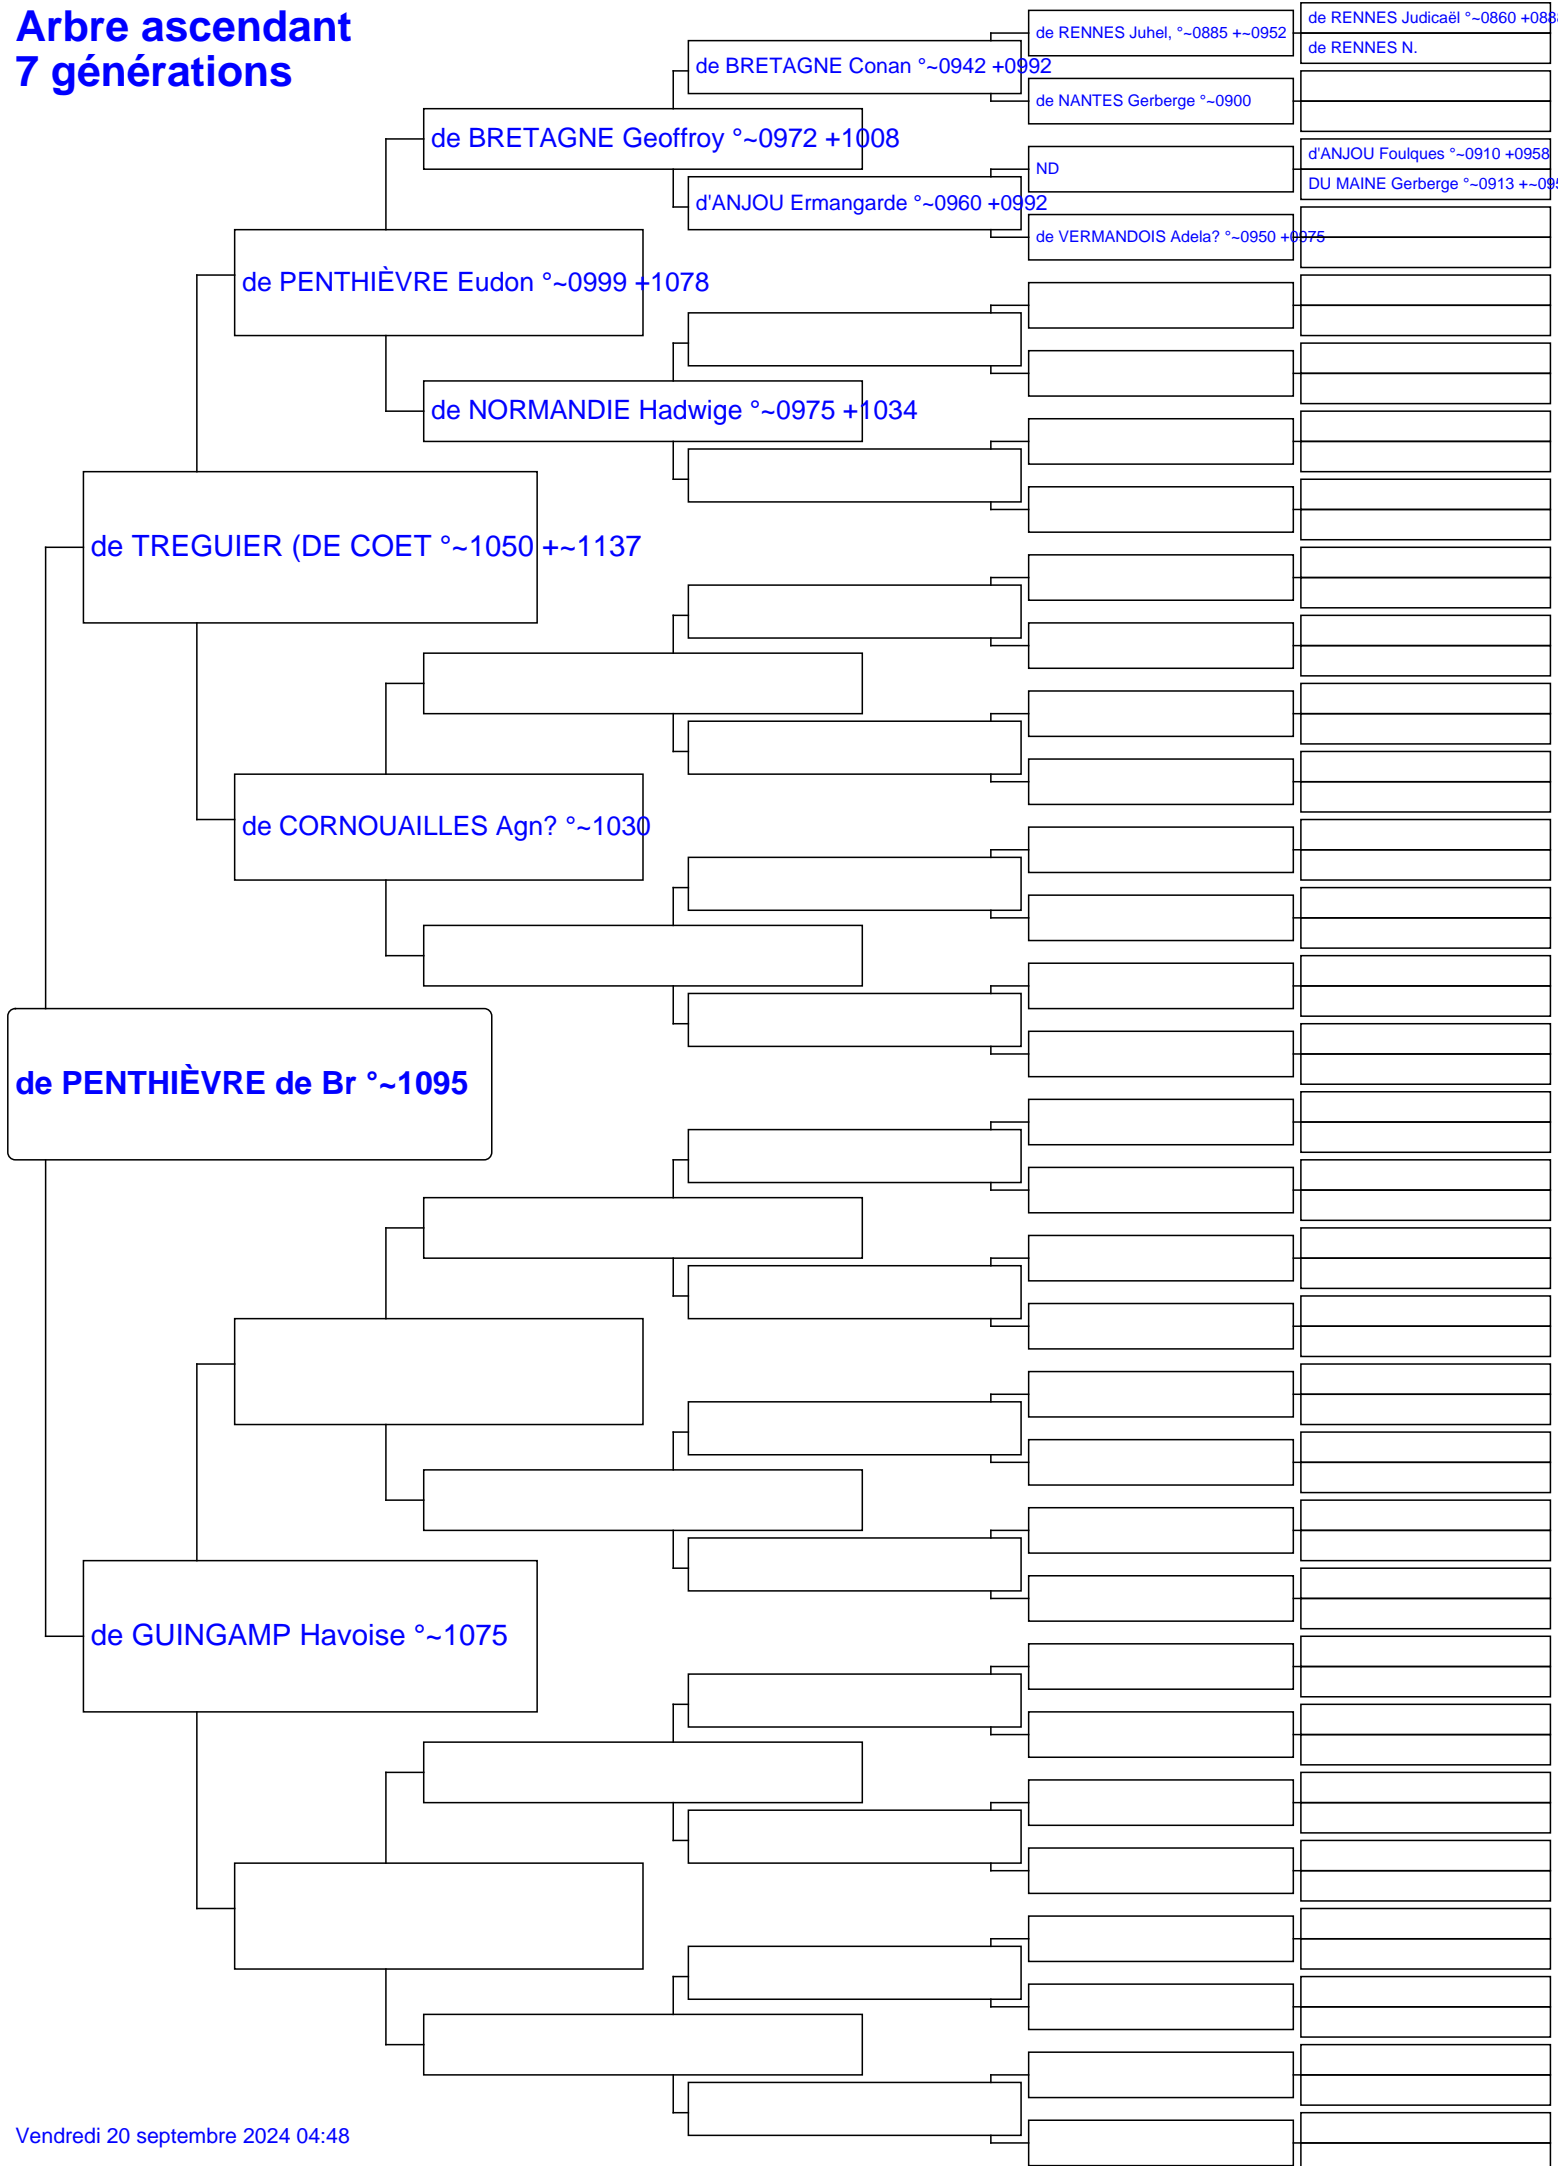 Arbre ascendant
7 générations
de RENNES Judicaël °~0860 +088
de RENNES Juhel, °~0885 +~0952
de RENNES N.
de BRETAGNE Conan °~0942 +0992
de NANTES Gerberge °~0900
de BRETAGNE Geoffroy °~0972 +1008
d'ANJOU Foulques °~0910 +0958
ND
DU MAINE Gerberge °~0913 +~095
d'ANJOU Ermangarde °~0960 +0992
de VERMANDOIS Adela? °~0950 +0975
de PENTHIÈVRE Eudon °~0999 +1078
de NORMANDIE Hadwige °~0975 +1034
de TREGUIER (DE COET °~1050 +~1137
de CORNOUAILLES Agn? °~1030
de PENTHIÈVRE de Br °~1095
de GUINGAMP Havoise °~1075
Vendredi 20 septembre 2024 04:48